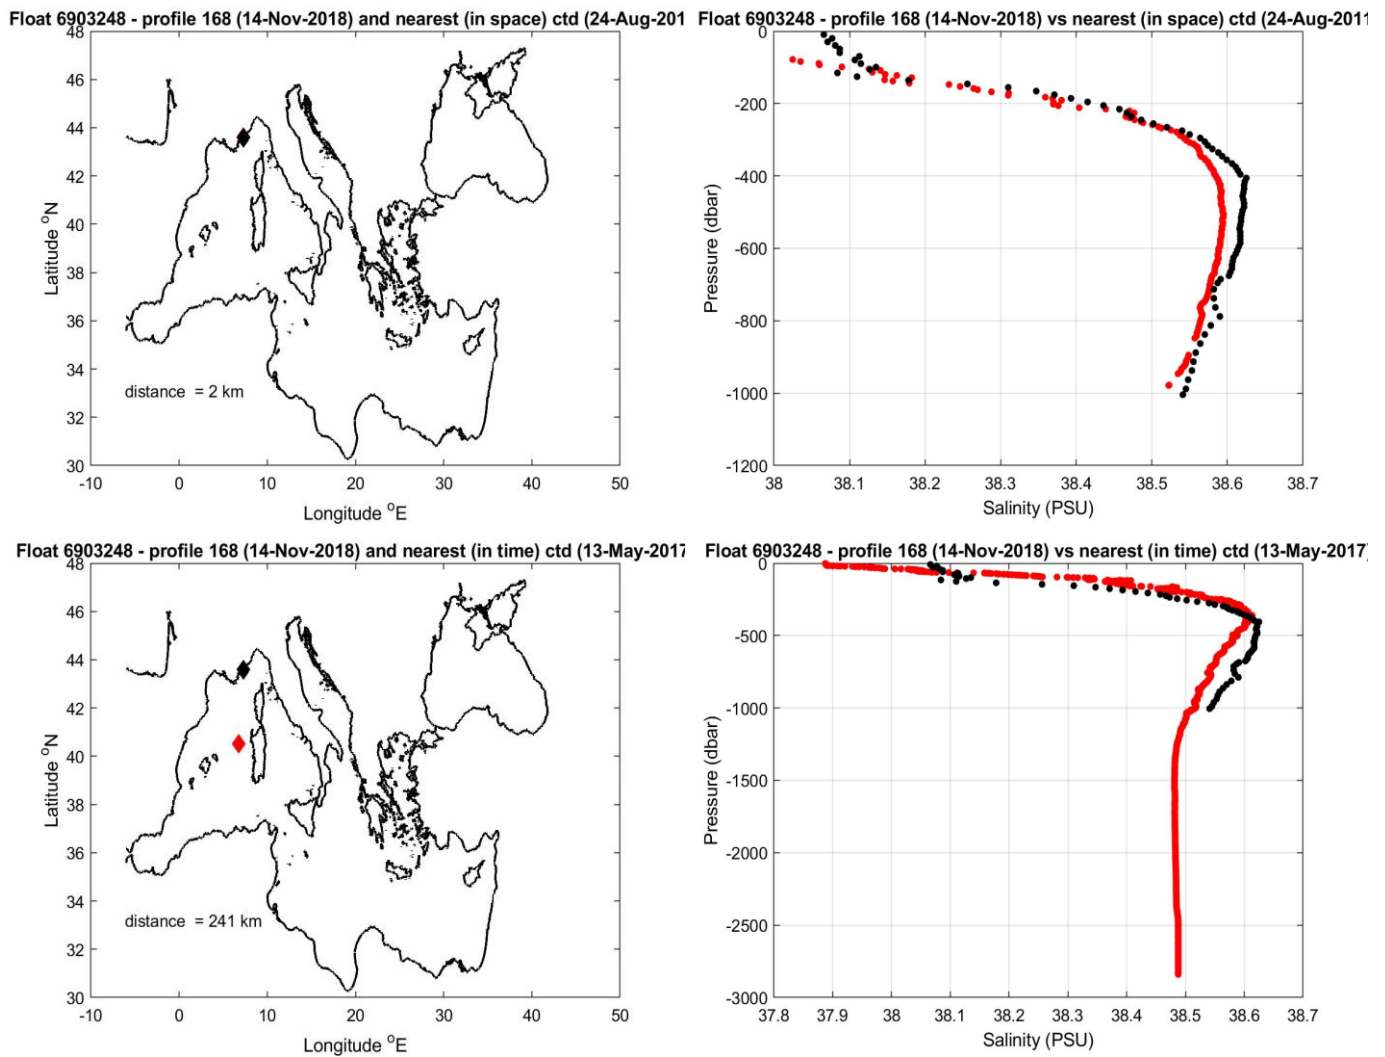 Float 6903248 - profile 168 (14-Nov-2018) and nearest (in space) ctd (24-Aug-201
48
46
44
42
40
38
36
34
32
30
Latitude °N
distance = 2 km
-10 0 10 20 30 40 50
Longitude °E
Float 6903248 - profile 168 (14-Nov-2018) vs nearest (in space) ctd (24-Aug-2011
0
-200
-400
-600
-800
-1000
-1200
Pressure (dbar)
38 38.1 38.2 38.3 38.4 38.5 38.6 38.7
Salinity (PSU)
Float 6903248 - profile 168 (14-Nov-2018) and nearest (in time) ctd (13-May-2017
48
46
44
42
40
38
36
34
32
30
Latitude °N
distance = 241 km
-10 0 10 20 30 40 50
Longitude °E
Float 6903248 - profile 168 (14-Nov-2018) vs nearest (in time) ctd (13-May-2017)
0
-500
-1000
-1500
-2000
-2500
-3000
Pressure (dbar)
37.8 37.9 38 38.1 38.2 38.3 38.4 38.5 38.6 38.7
Salinity (PSU)